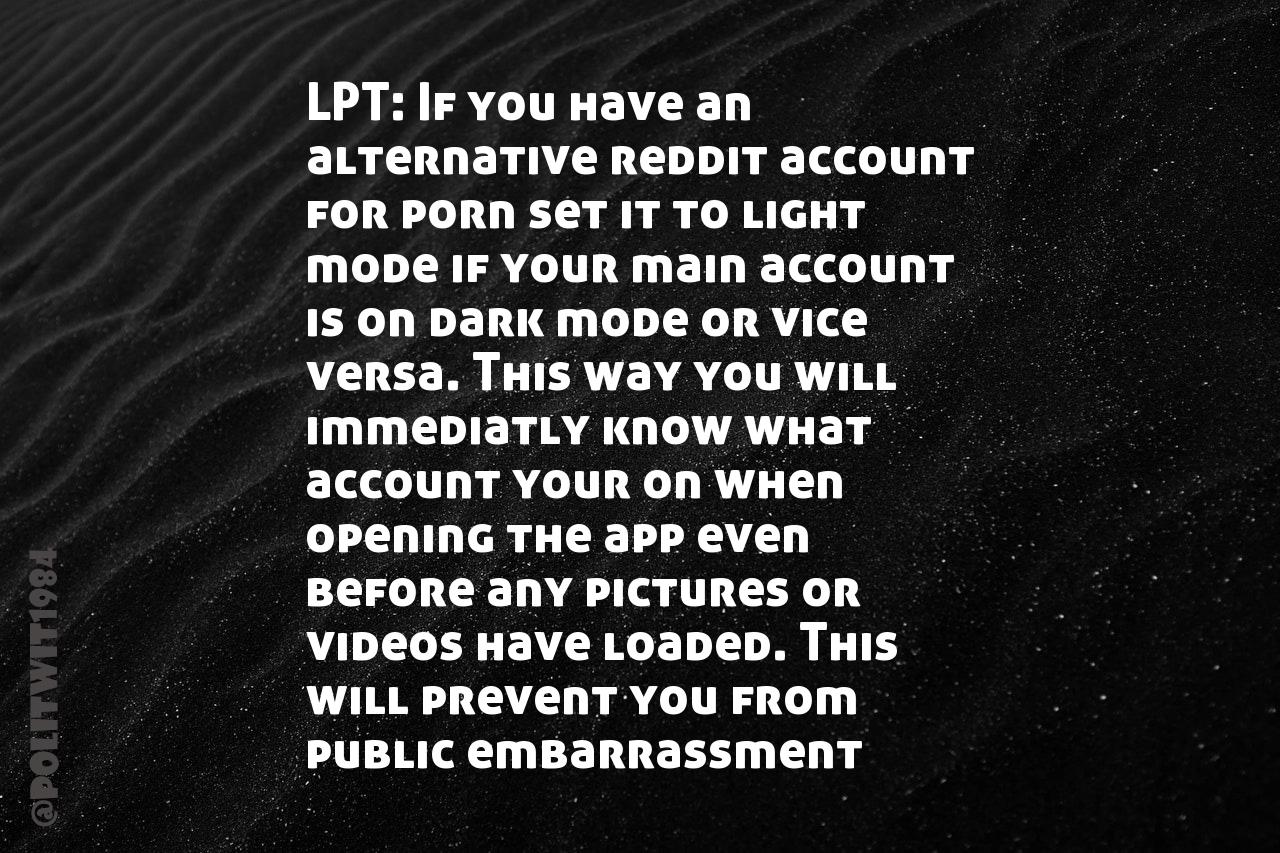 LPT: If you have an
alternative reddit account
for porn set it to light
mode if your main account
is on dark mode or vice
versa. This way you will
immediatly know what
account your on when
opening the app even
before any pictures or
videos have loaded. This
will prevent you from
public embarrassment
@politwit1984